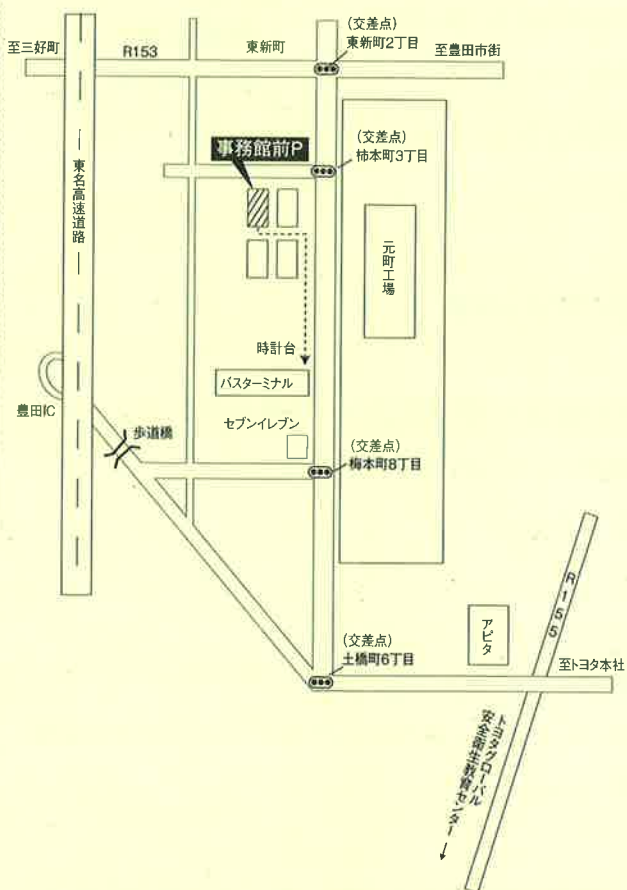 (交差点)
東新町2丁目
至三好町
R153
東新町
至豊田市街
事務館前P
(交差点)
柿本町3丁目
東名高速道路
元町工場
時計台
バスターミナル
豊田IC
歩道橋
セブンイレブン
(交差点)
梅本町8丁目
R155
アピタ
(交差点)
土橋町6丁目
至トヨタ本社
トヨタグローバル
安全衛生教育センター